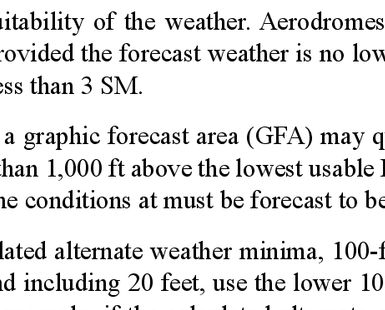 uitability of the weather. Aerodromes
rovided the forecast weather is no low
ess than 3 SM.
a graphic forecast area (GFA) may q
than 1,000 ft above the lowest usable
he conditions at must be forecast to be
lated alternate weather minima, 100-f
nd including 20 feet, use the lower 10